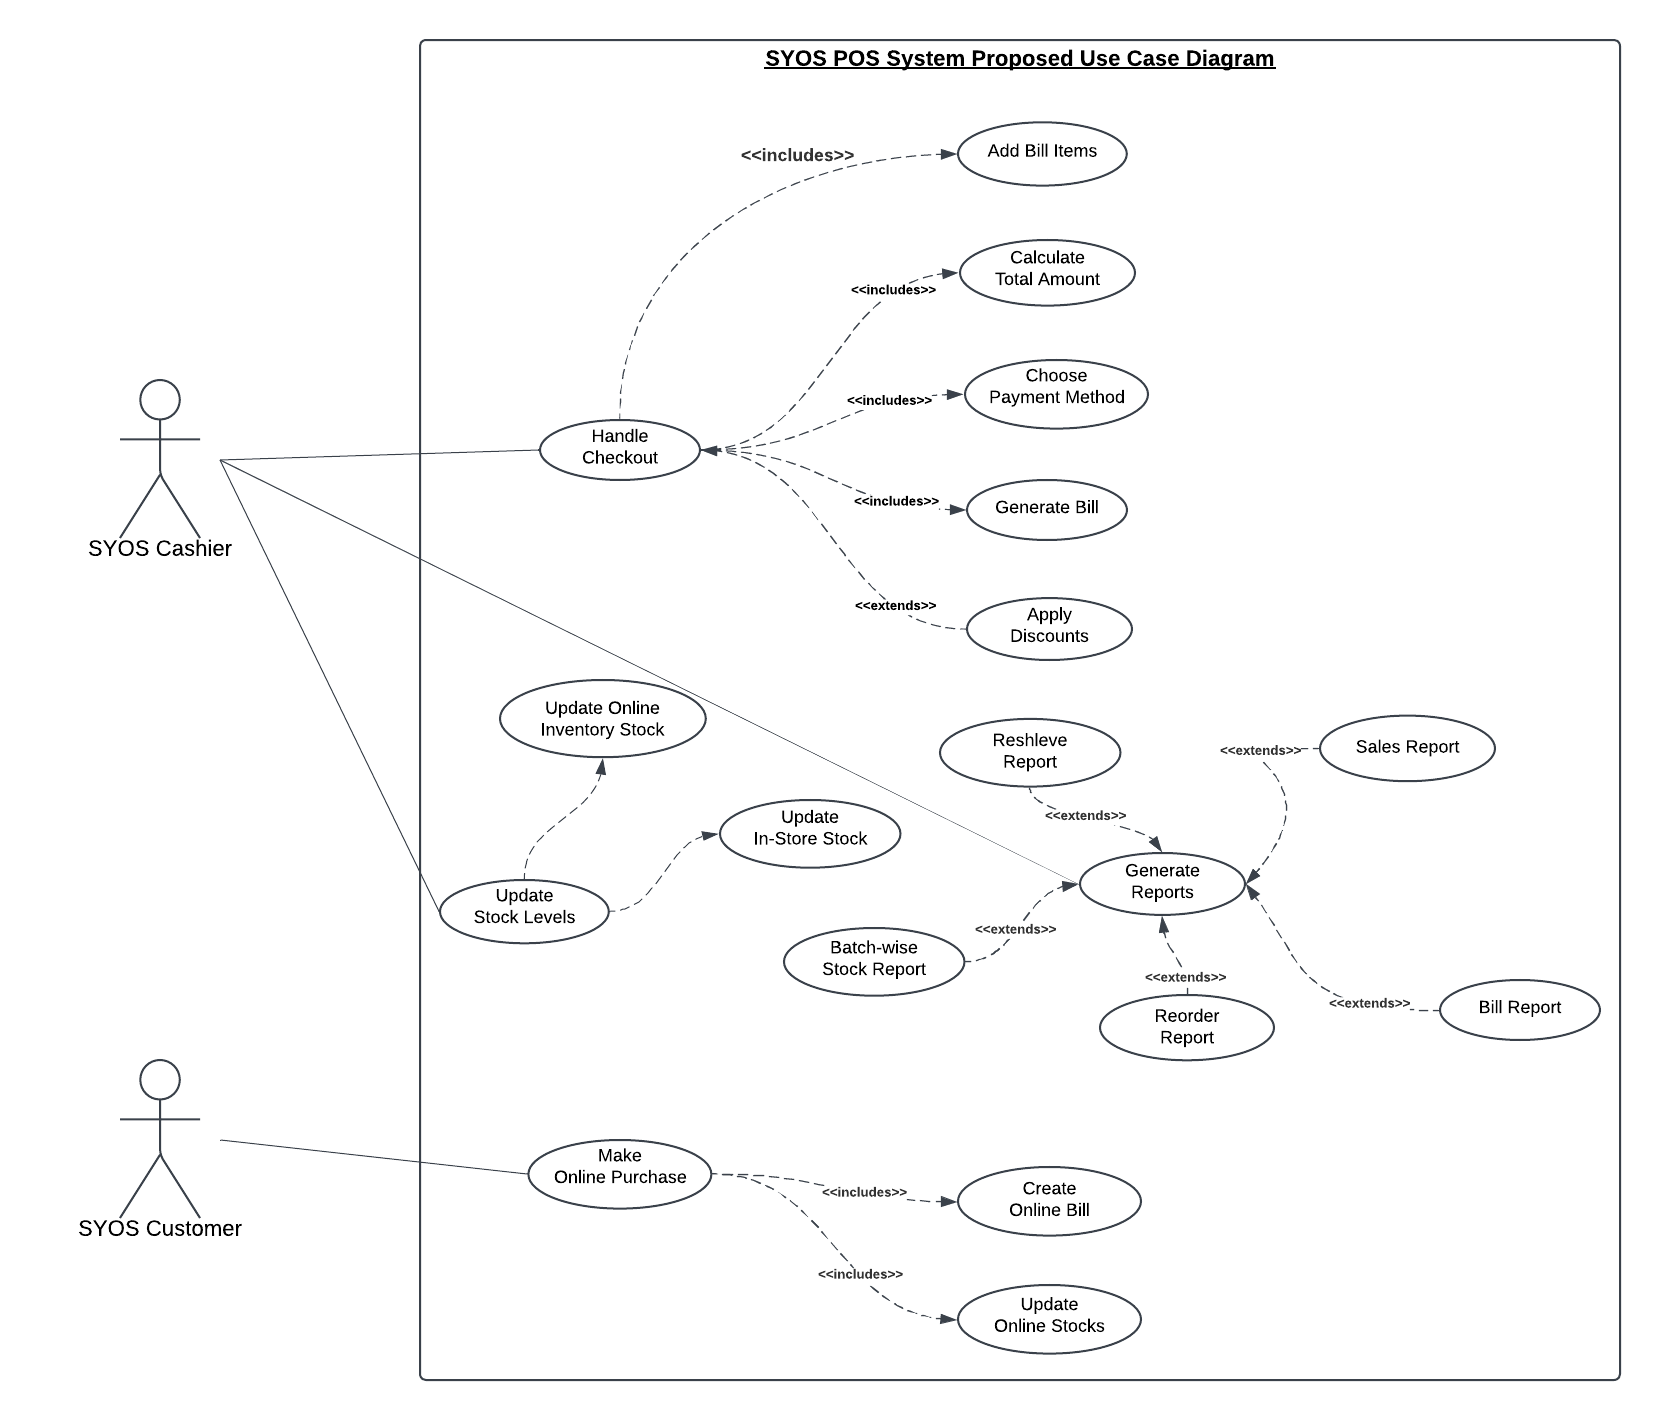 SYOS POS System Proposed Use Case Diagram
<<includes>>
Add Bill Items
Calculate
Total Amount
<<includes>>
Choose
Payment Method
<<includes>>
Handle
Checkout
<<includes>>
Generate Bill
SYOS Cashier
<<extends>>
Apply
Discounts
Update Online
Inventory Stock
Reshleve
Report
<<extends>>
Sales Report
Update
In-Store Stock
<<extends>>
Generate
Reports
Update
Stock Levels
<<extends>>
Batch-wise
Stock Report
<<extends>>
Reorder
Report
<<extends>>
Bill Report
Make
Online Purchase
<<includes>>
Create
Online Bill
SYOS Customer
<<includes>>
Update
Online Stocks